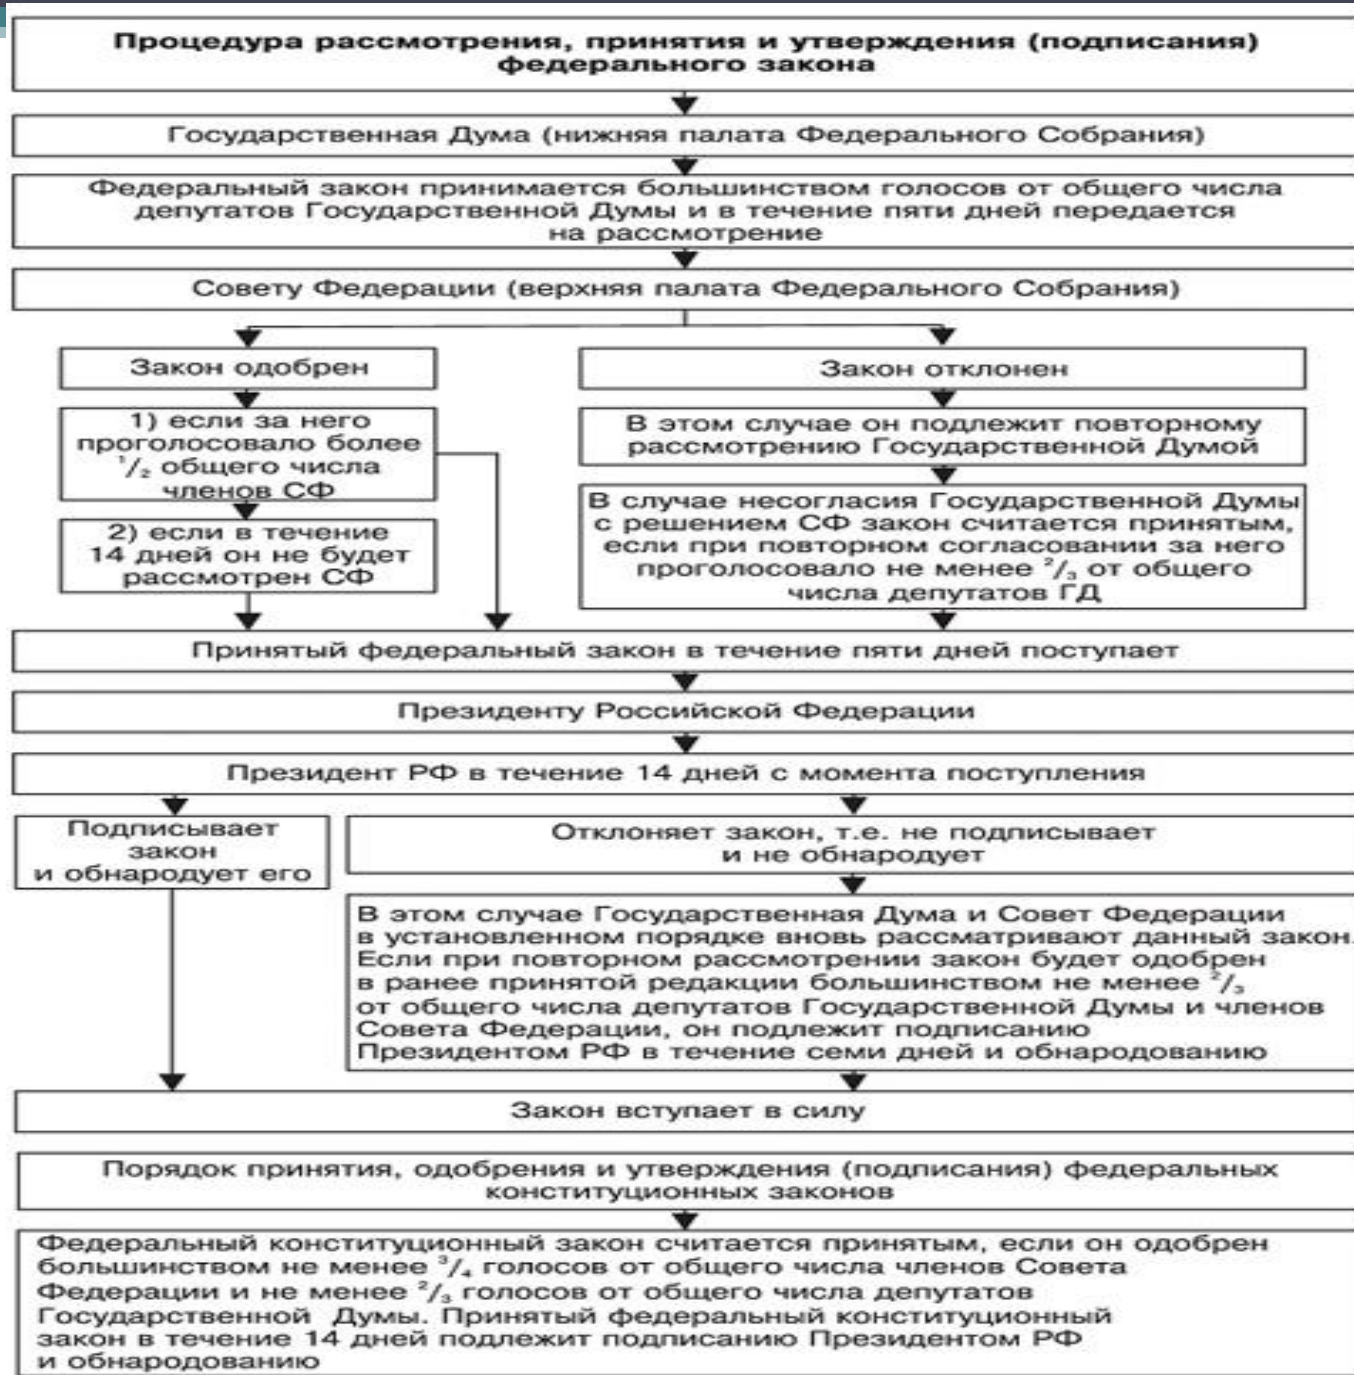 Процедура рассмотрения, принятия и утверждения (подписания)
федерального закона
Государственная Дума (нижняя палата Федерального Собрания)
Федеральный закон принимается большинством голосов от общего числа
депутатов Государственной Думы и в течение пяти дней передается
на рассмотрение
Совету Федерации (верхняя палата Федерального Собрания)
Закон одобрен
1) если за него
проголосовало более
1/2 общего числа
членов СФ
2) если в течение
14 дней он не будет
рассмотрен СФ
Закон отклонен
В этом случае он подлежит повторному
рассмотрению Государственной Думой
В случае несогласия Государственной Думы
с решением СФ закон считается принятым,
если при повторном согласовании за него
проголосовало не менее 2/3 от общего
числа депутатов ГД
Принятый федеральный закон в течение пяти дней поступает
Президенту Российской Федерации
Президент РФ в течение 14 дней с момента поступления
Подписывает
закон
и обнародует его
Отклоняет закон, т.е. не подписывает
и не обнародует
В этом случае Государственная Дума и Совет Федерации
в установленном порядке вновь рассматривают данный закон.
Если при повторном рассмотрении закон будет одобрен
в ранее принятой редакции большинством не менее 2/3
от общего числа депутатов Государственной Думы и членов
Совета Федерации, он подлежит подписанию
Президентом РФ в течение семи дней и обнародованию
Закон вступает в силу
Порядок принятия, одобрения и утверждения (подписания) федеральных
конституционных законов
Федеральный конституционный закон считается принятым, если он одобрен
большинством не менее 3/4 голосов от общего числа членов Совета
Федерации и не менее 2/3 голосов от общего числа депутатов
Государственной Думы. Принятый федеральный конституционный
закон в течение 14 дней подлежит подписанию Президентом РФ
и обнародованию